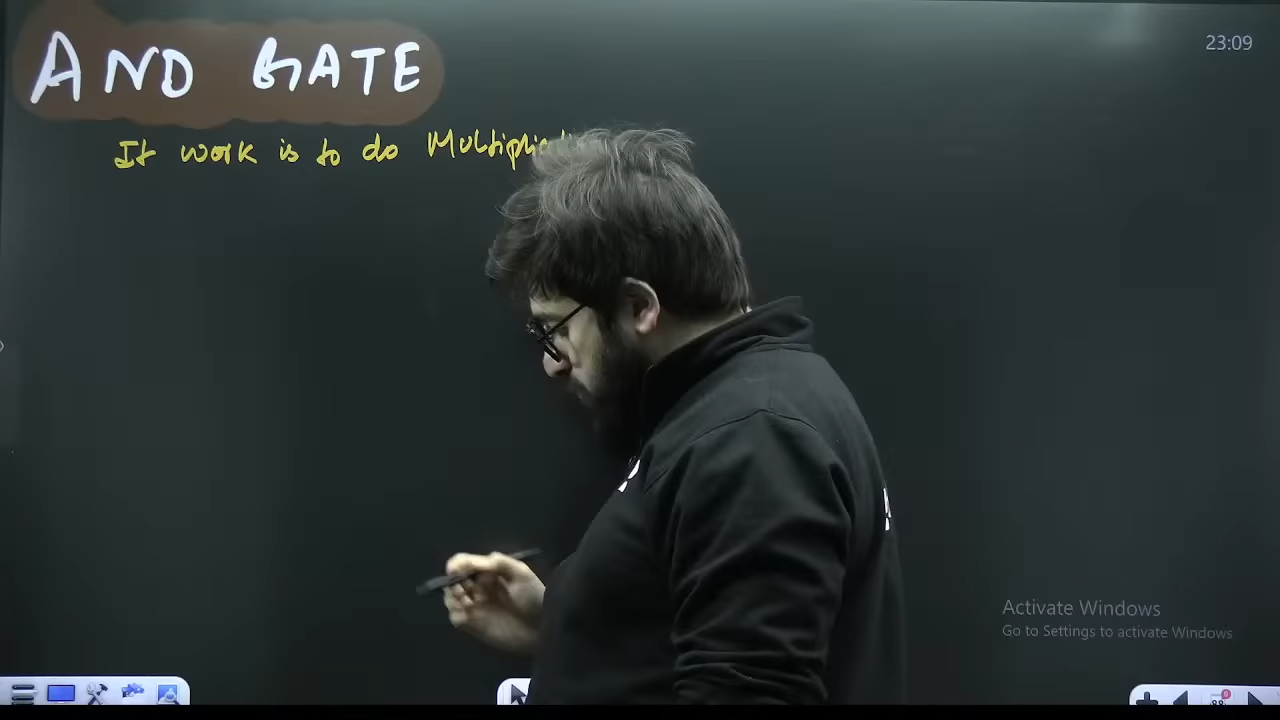 AND GATE
23:09
It work is to do
Activate Windows
Go to Settings to activate Windows